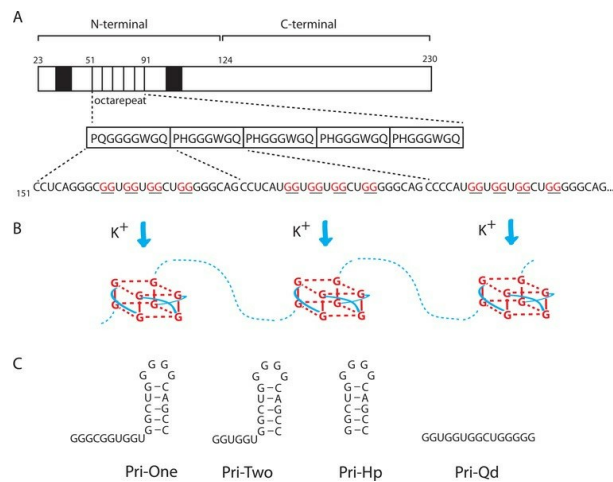 A
N-terminal C-terminal
23 51 91 124 230
octarepeat
PQGGGGWGQ PHGGGWGQ PHGGGWGQ PHGGGWGQ PHGGGWGQ
151 CCUCAGGGCGGUGGUGGCUGGGGGCAGCCUCAUGGUGGUGGCUGGGGGCAGCCCCAUGGUGGUGGCUGGGGGCAG...
B
K+ K+ K+
G G G G G G
G G G G G G
G G G G G G
G G G G G G
C
G G G G G G
G G G G G G
G–C G–C G–C
U–A U–A U–A
C–G C–G C–G
G–C G–C G–C
G–C G–C G–C
GGGCGGUGGU GGUGGU GGUGGUGGCUGGGGG
Pri-One Pri-Two Pri-Hp Pri-Qd